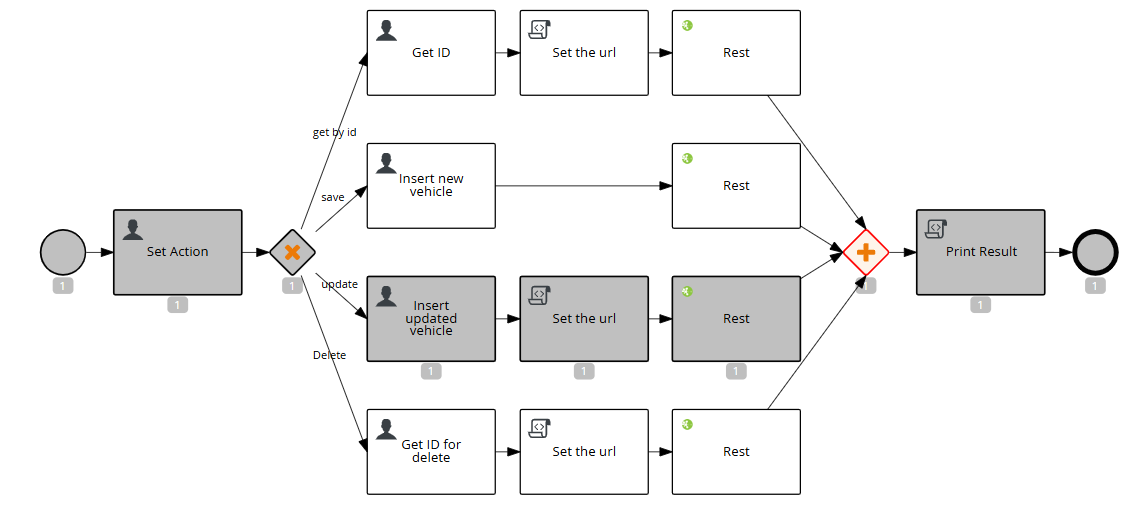 Get ID
Set the url
Rest
get by id
Insert new
vehicle
Rest
save
Set Action
Print Result
1
1
1
1
1
1
update
Insert
updated
vehicle
Set the url
Rest
1
1
1
Delete
Get ID for
delete
Set the url
Rest